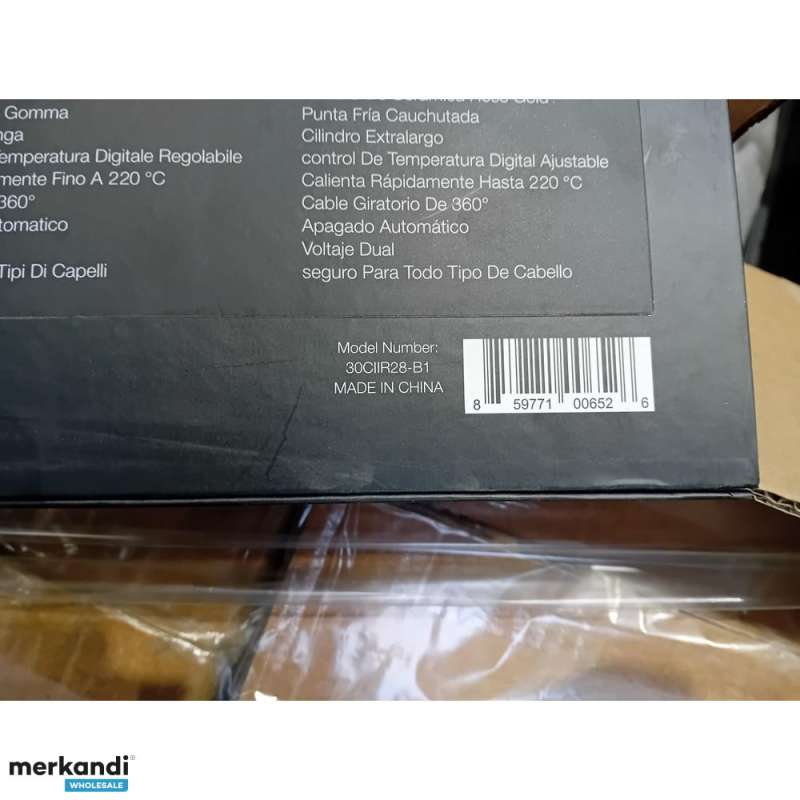 Gomma
nga
emperatura Digitale Regolabile
mente Fino A 220 °C
360°
tomatico
Tipi Di Capelli
Punta Fría Cauchutada
Cilindro Extralargo
control De Temperatura Digital Ajustable
Calienta Rápidamente Hasta 220 °C
Cable Giratorio De 360°
Apagado Automático
Voltaje Dual
seguro Para Todo Tipo De Cabello
Model Number:
30CIIR28-B1
MADE IN CHINA
8 59771 00652 6
merkandi
WHOLESALE